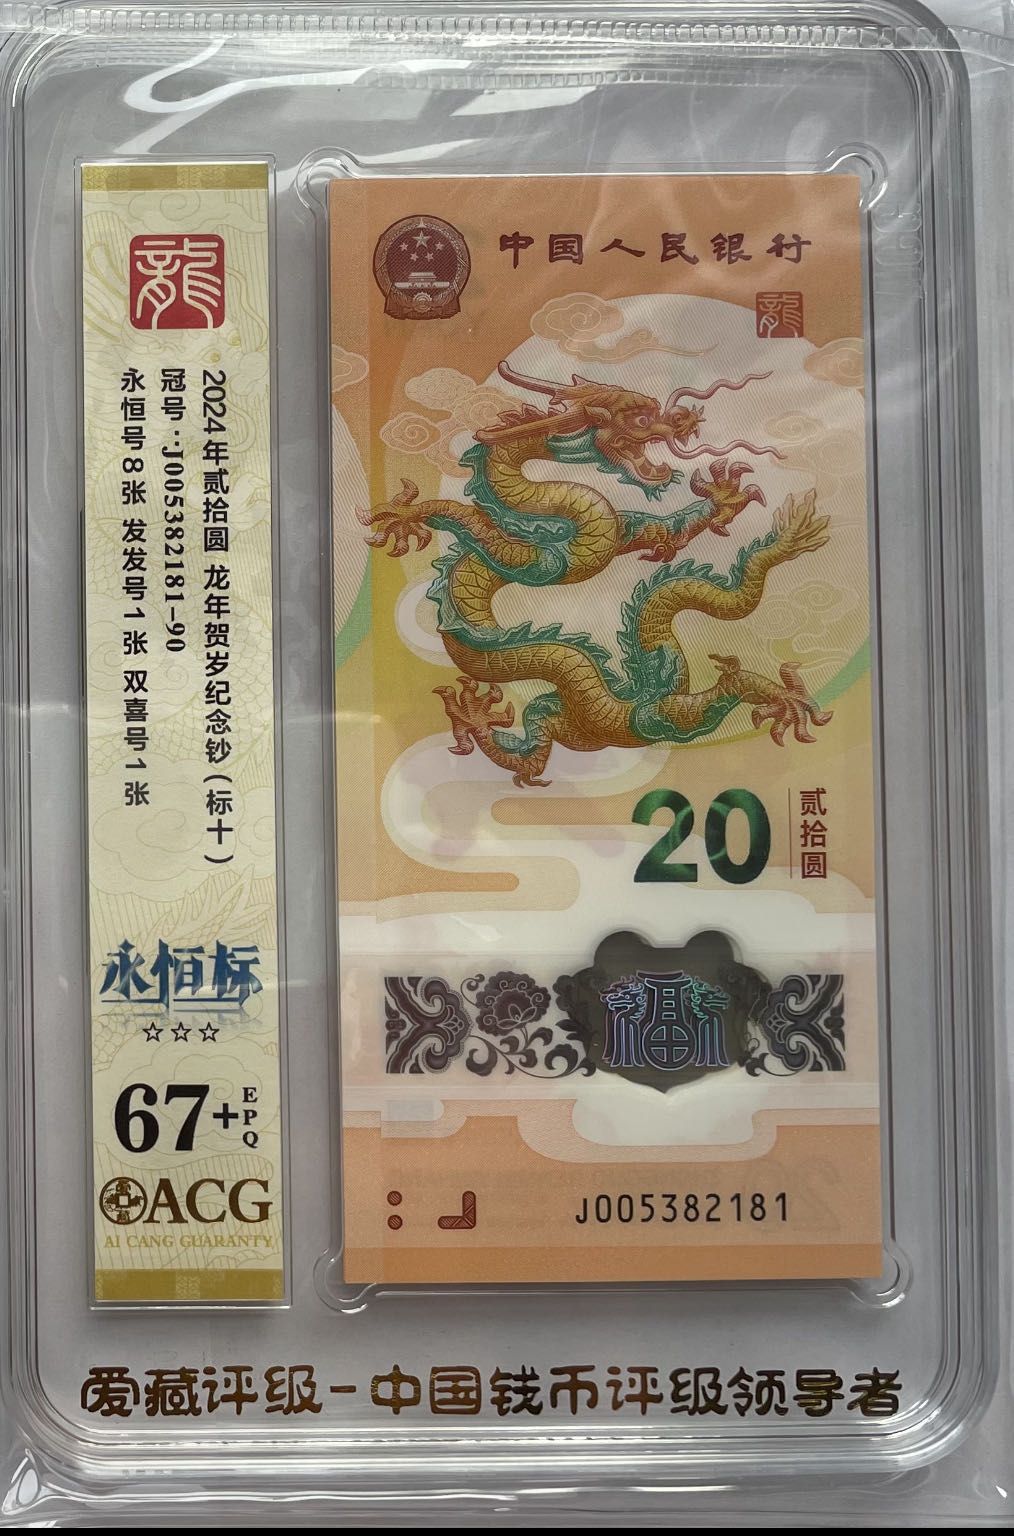 龍
2024年贰拾圆 龙年贺岁纪念钞(标十)
冠号:J005382181-90
永恒号8张 发发号1张 双喜号1张
永恒标
☆☆☆
67+
EPQ
ACG
AI CANG GUARANTY
中国人民银行
龍
20
贰拾圆
福
J005382181
爱藏评级-中国钱币评级领导者